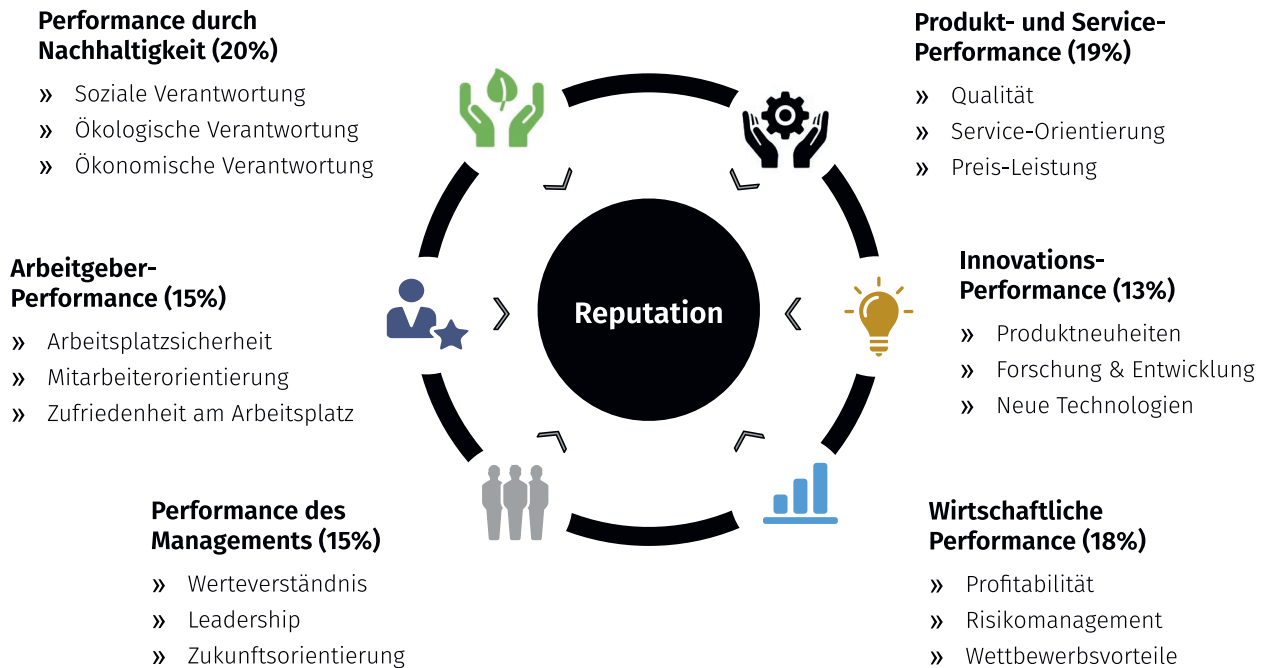 Performance durch
Nachhaltigkeit (20%)
» Soziale Verantwortung
» Ökologische Verantwortung
» Ökonomische Verantwortung
Produkt- und Service-
Performance (19%)
» Qualität
» Service-Orientierung
» Preis-Leistung
Arbeitgeber-
Performance (15%)
» Arbeitsplatzsicherheit
» Mitarbeiterorientierung
» Zufriedenheit am Arbeitsplatz
Reputation
Innovations-
Performance (13%)
» Produktneuheiten
» Forschung & Entwicklung
» Neue Technologien
Performance des
Managements (15%)
» Werteverständnis
» Leadership
» Zukunftsorientierung
Wirtschaftliche
Performance (18%)
» Profitabilität
» Risikomanagement
» Wettbewerbsvorteile